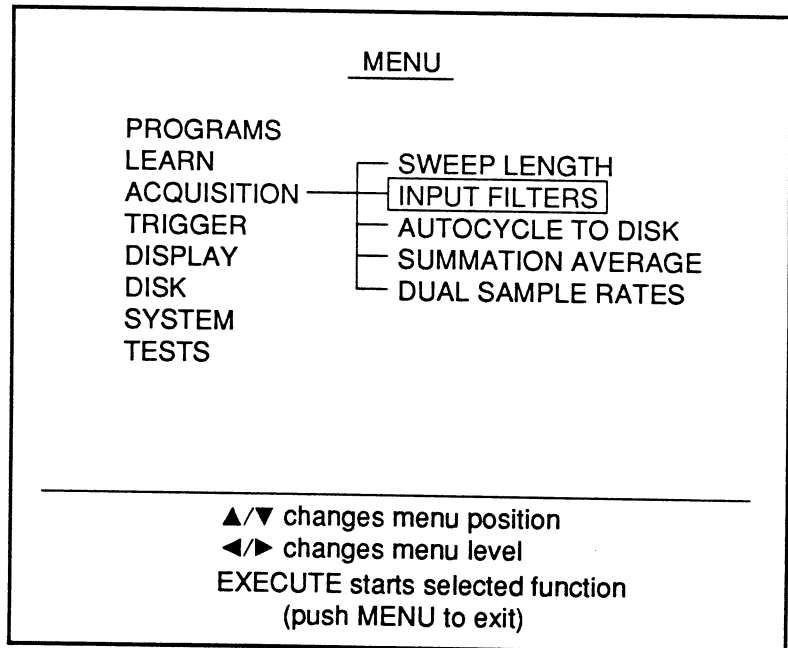 MENU
PROGRAMS
LEARN
ACQUISITION
TRIGGER
DISPLAY
DISK
SYSTEM
TESTS
SWEEP LENGTH
INPUT FILTERS
AUTOCYCLE TO DISK
SUMMATION AVERAGE
DUAL SAMPLE RATES
▲/▼ changes menu position
◄/► changes menu level
EXECUTE starts selected function
(push MENU to exit)